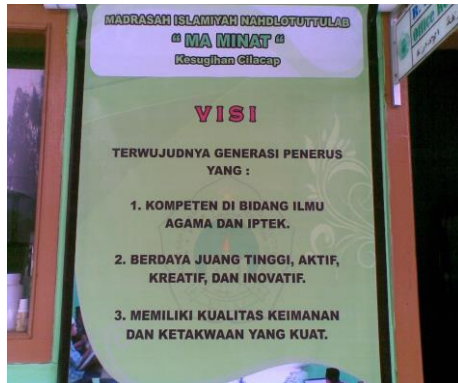 MADRASAH ISLAMIYAH NAHDLOTUTTULAB
“ MA MINAT “
Kesugihan Cilacap
VISI
TERWUJUDNYA GENERASI PENERUS
YANG :
1. KOMPETEN DI BIDANG ILMU
AGAMA DAN IPTEK.
2. BERDAYA JUANG TINGGI, AKTIF,
KREATIF, DAN INOVATIF.
3. MEMILIKI KUALITAS KEIMANAN
DAN KETAKWAAN YANG KUAT.
Office